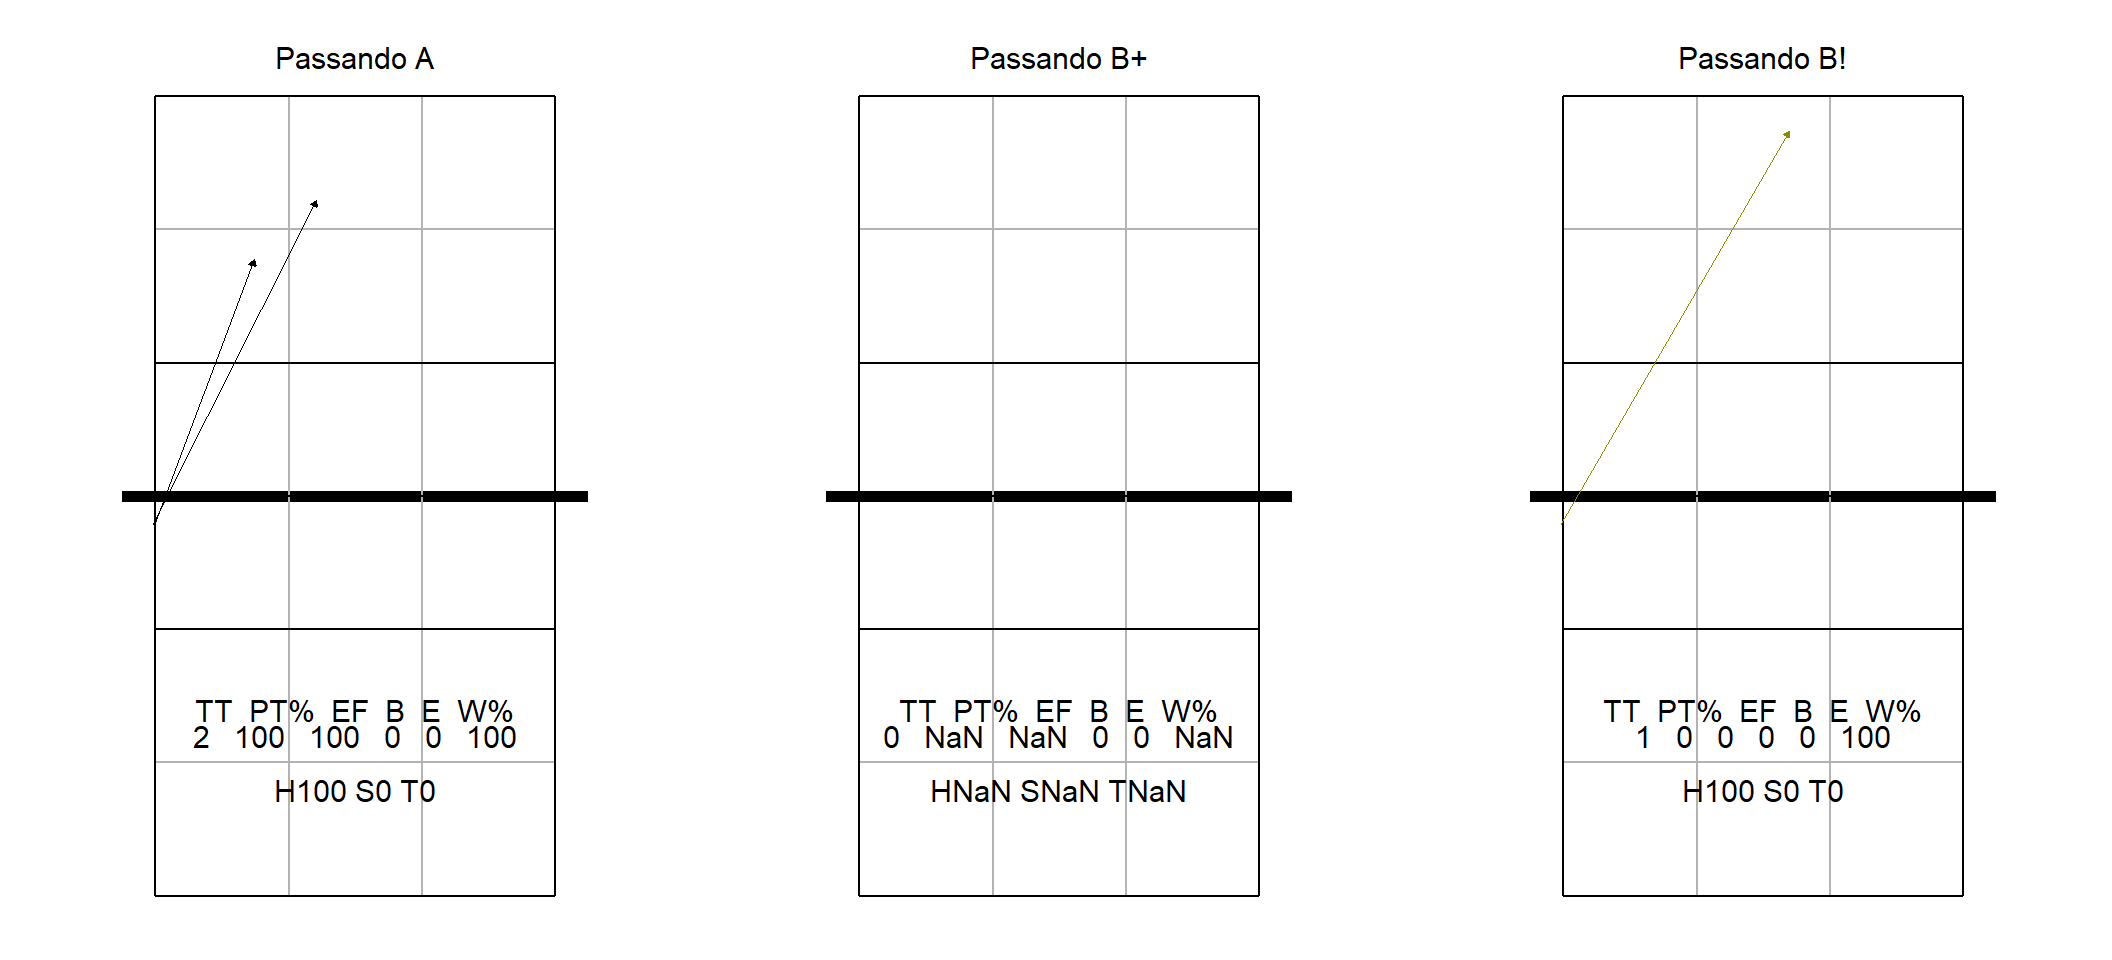 Passando A
Passando B+
Passando B!
TT PT% EF B E W%
2 100 100 0 0 100
H100 S0 T0
TT PT% EF B E W%
0 NaN NaN 0 0 NaN
HNaN SNaN TNaN
TT PT% EF B E W%
1 0 0 0 0 100
H100 S0 T0